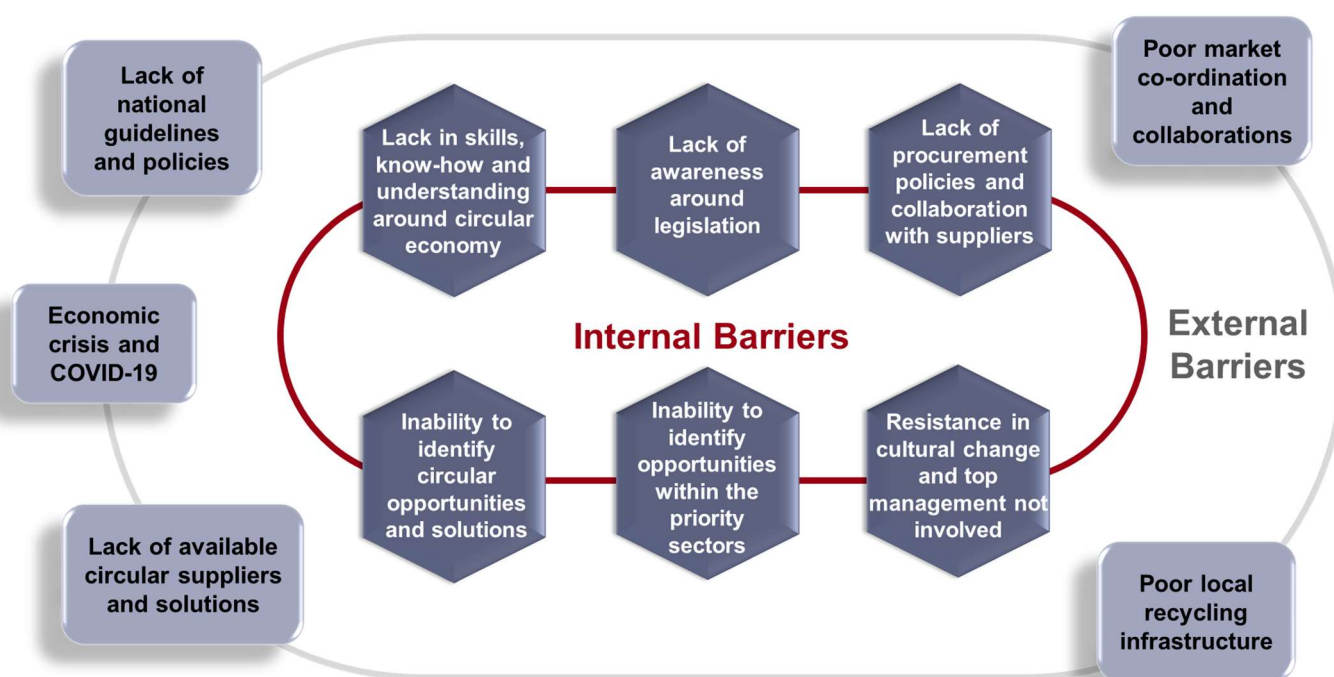 Lack of
national
guidelines
and policies
Poor market
co-ordination
and
collaborations
Lack in skills,
know-how and
understanding
around circular
economy
Lack of
awareness
around
legislation
Lack of
procurement
policies and
collaboration
with suppliers
Economic
crisis and
COVID-19
Internal Barriers
External
Barriers
Inability to
identify
circular
opportunities
and solutions
Inability to
identify
opportunities
within the
priority
sectors
Resistance in
cultural change
and top
management not
involved
Lack of available
circular suppliers
and solutions
Poor local
recycling
infrastructure